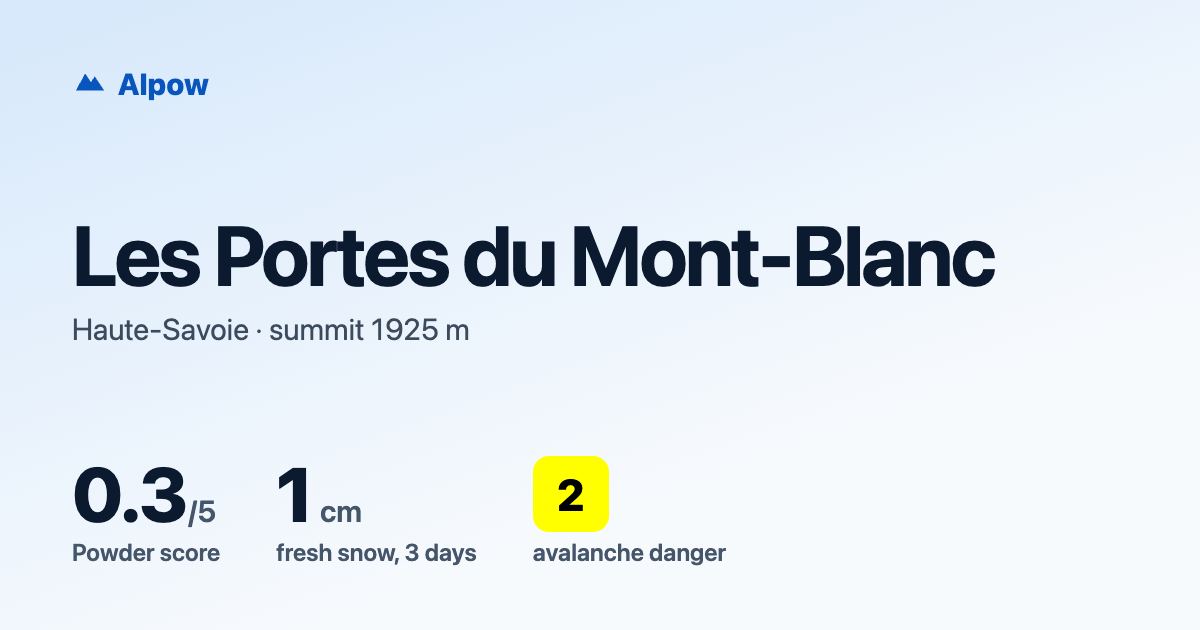 Alpow
Les Portes du Mont-Blanc
Haute-Savoie · summit 1925 m
0.3/5
Powder score
1 cm
fresh snow, 3 days
2
avalanche danger